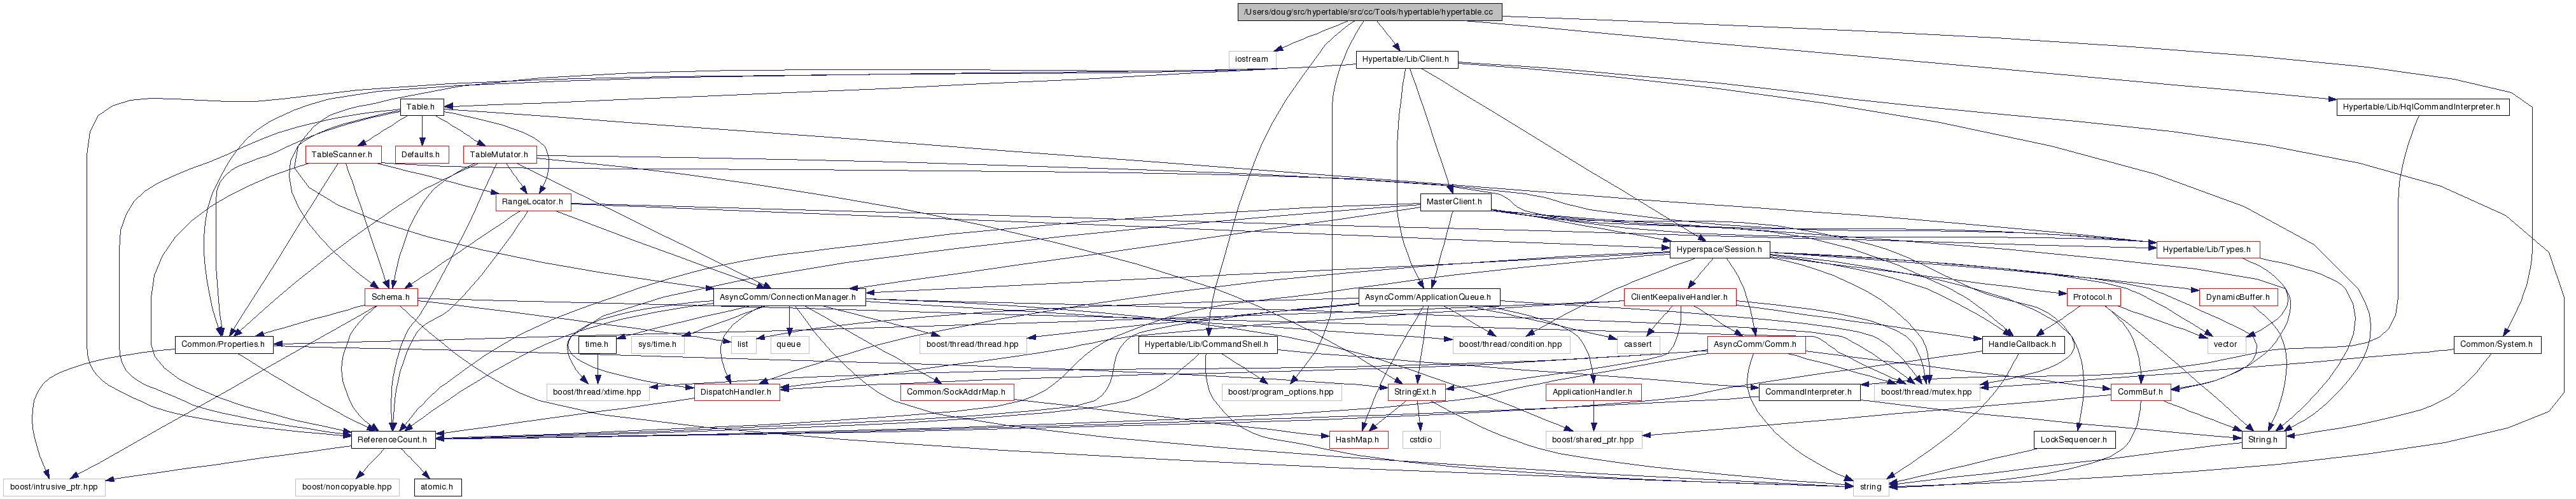 /Users/doug/src/hypertable/src/cc/Tools/hypertable/hypertable.cc
iostream
Hypertable/Lib/Client.h
Table.h
Hypertable/Lib/HqlCommandInterpreter.h
TableScanner.h
Defaults.h
TableMutator.h
RangeLocator.h
MasterClient.h
Hyperspace/Session.h
Hypertable/Lib/Types.h
Schema.h
AsyncComm/ConnectionManager.h
AsyncComm/ApplicationQueue.h
ClientKeepaliveHandler.h
Protocol.h
DynamicBuffer.h
Common/Properties.h
time.h
sys/time.h
list
queue
boost/thread/thread.hpp
Hypertable/Lib/CommandShell.h
boost/thread/condition.hpp
cassert
AsyncComm/Comm.h
HandleCallback.h
vector
Common/System.h
boost/thread/xtime.hpp
DispatchHandler.h
Common/SockAddrMap.h
boost/program_options.hpp
StringExt.h
ApplicationHandler.h
CommandInterpreter.h
boost/thread/mutex.hpp
CommBuf.h
ReferenceCount.h
HashMap.h
cstdio
boost/shared_ptr.hpp
LockSequencer.h
String.h
boost/intrusive_ptr.hpp
boost/noncopyable.hpp
atomic.h
string